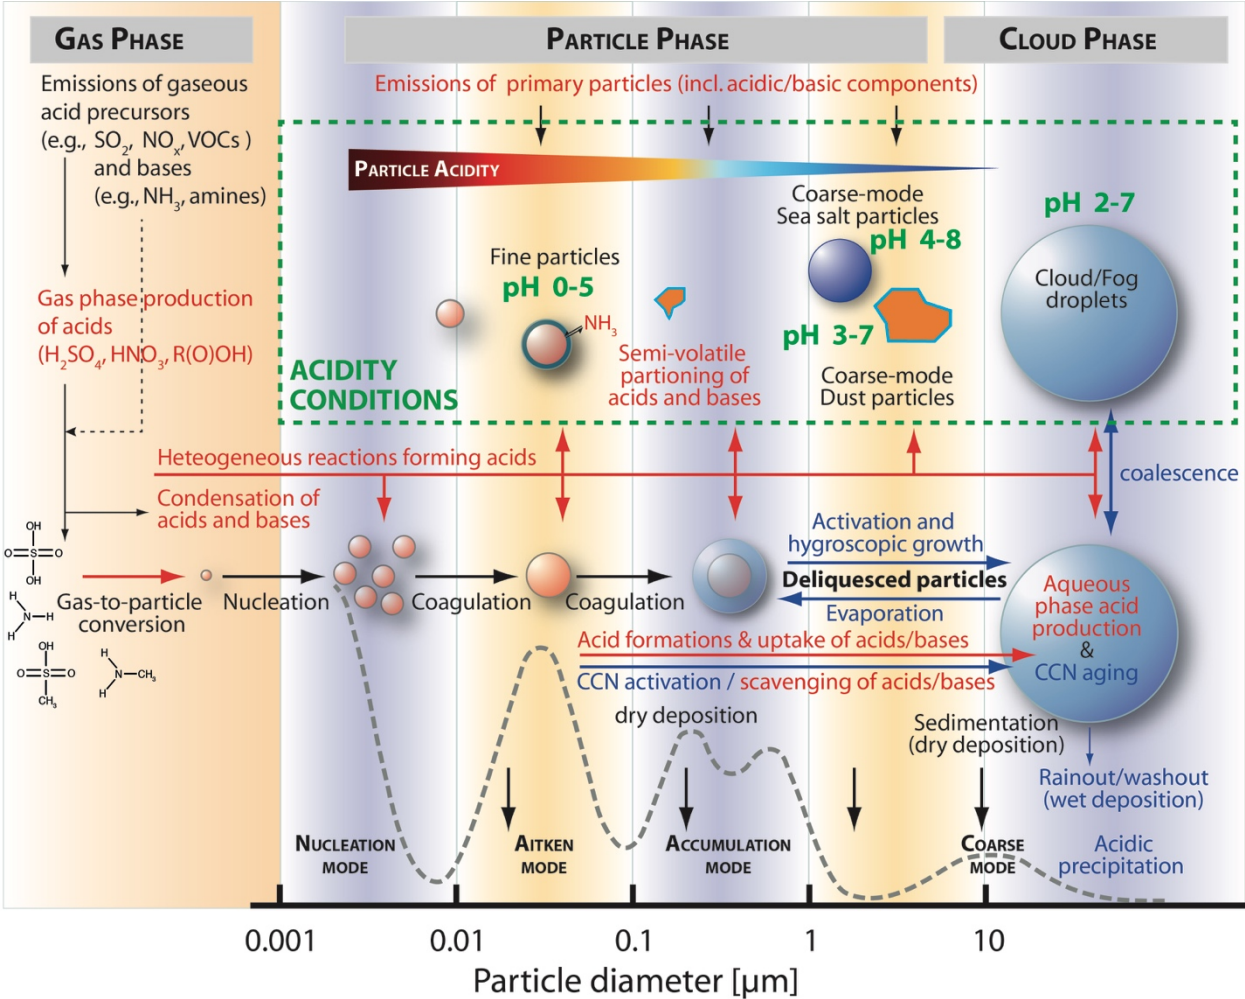 GAS PHASE
PARTICLE PHASE
CLOUD PHASE
Emissions of gaseous
acid precursors
(e.g., SO2, NOx, VOCs )
and bases
(e.g., NH3, amines)
Emissions of primary particles (incl. acidic/basic components)
PARTICLE ACIDITY
Coarse-mode
Sea salt particles
pH 4-8
pH 2-7
Cloud/Fog
droplets
Fine particles
pH 0-5
NH3
Gas phase production
of acids
(H2SO4, HNO3, R(O)OH)
pH 3-7
Semi-volatile
partioning of
acids and bases
Coarse-mode
Dust particles
ACIDITY
CONDITIONS
Heteogeneous reactions forming acids
coalescence
Condensation of
acids and bases
Activation and
hygroscopic growth
Deliquesced particles
Evaporation
OH
O=S=O
OH
H
N—H
H
OH
O=S=O
CH3
H
N—CH3
H
Gas-to-particle
conversion
Nucleation
Coagulation
Coagulation
Aqueous
phase acid
production
&
CCN aging
Acid formations & uptake of acids/bases
CCN activation / scavenging of acids/bases
dry deposition
Sedimentation
(dry deposition)
Rainout/washout
(wet deposition)
NUCLEATION
MODE
AITKEN
MODE
ACCUMULATION
MODE
COARSE
MODE
Acidic
precipitation
0.001
0.01
0.1
1
10
Particle diameter [µm]